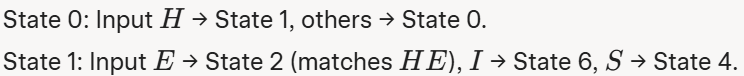 State 0: Input H → State 1, others → State 0.
State 1: Input E → State 2 (matches HE), I → State 6, S → State 4.